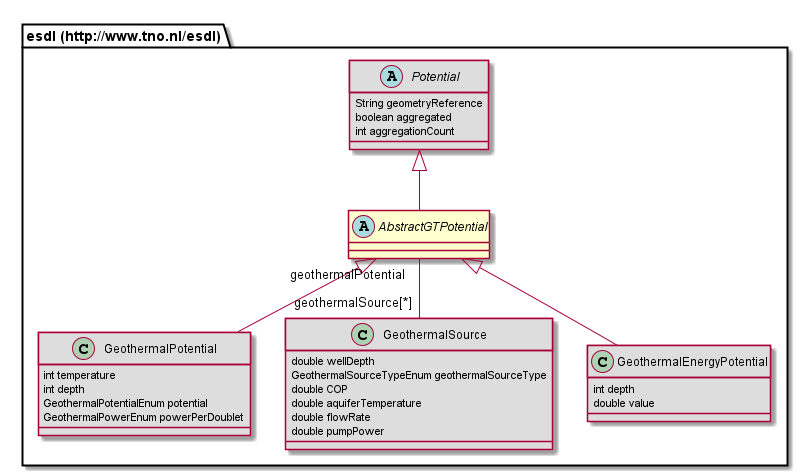 esdl (http://www.tno.nl/esdl)
A Potential
String geometryReference
boolean aggregated
int aggregationCount
A AbstractGTPotential
geothermalPotential
geothermalSource[*]
C GeothermalPotential
int temperature
int depth
GeothermalPotentialEnum potential
GeothermalPowerEnum powerPerDoublet
C GeothermalSource
double wellDepth
GeothermalSourceTypeEnum geothermalSourceType
double COP
double aquiferTemperature
double flowRate
double pumpPower
C GeothermalEnergyPotential
int depth
double value